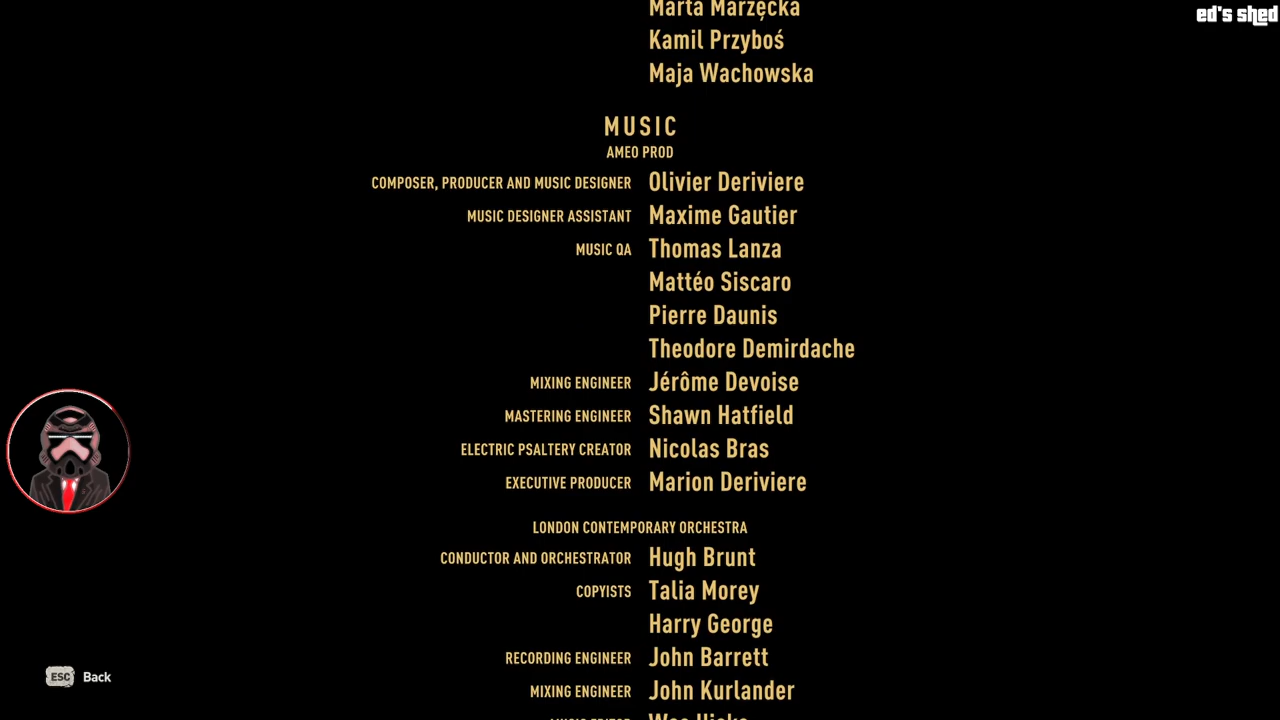 ed's shed
Marta Marzęcka
Kamil Przyboś
Maja Wachowska
MUSIC
AMEO PROD
COMPOSER, PRODUCER AND MUSIC DESIGNER Olivier Deriviere
MUSIC DESIGNER ASSISTANT Maxime Gautier
MUSIC QA Thomas Lanza
Mattéo Siscaro
Pierre Daunis
Theodore Demirdache
MIXING ENGINEER Jérôme Devoise
MASTERING ENGINEER Shawn Hatfield
ELECTRIC PSALTERY CREATOR Nicolas Bras
EXECUTIVE PRODUCER Marion Deriviere
LONDON CONTEMPORARY ORCHESTRA
CONDUCTOR AND ORCHESTRATOR Hugh Brunt
COPYISTS Talia Morey
Harry George
RECORDING ENGINEER John Barrett
MIXING ENGINEER John Kurlander
ESC Back